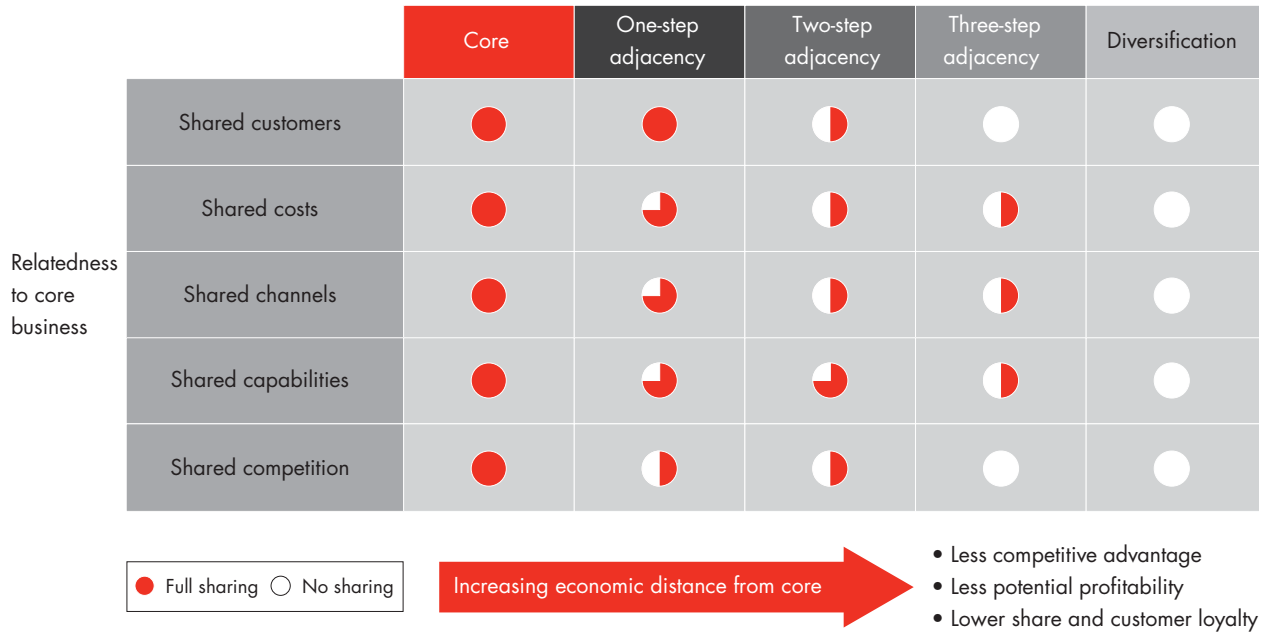 Core
One-step
adjacency
Two-step
adjacency
Three-step
adjacency
Diversification
Relatedness
to core
business
Shared customers
Shared costs
Shared channels
Shared capabilities
Shared competition
Full sharing
No sharing
Increasing economic distance from core
• Less competitive advantage
• Less potential profitability
• Lower share and customer loyalty